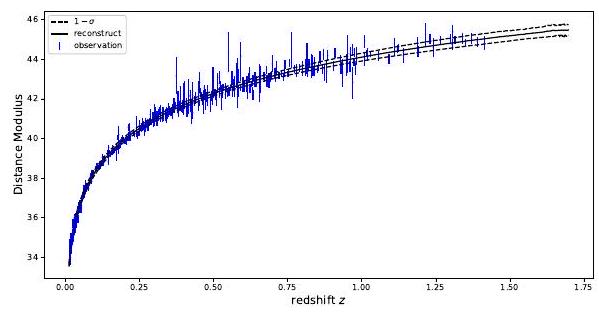 1 − σ
reconstruct
observation
Distance Modulus
46
44
42
40
38
36
34
0.00 0.25 0.50 0.75 1.00 1.25 1.50 1.75
redshift z